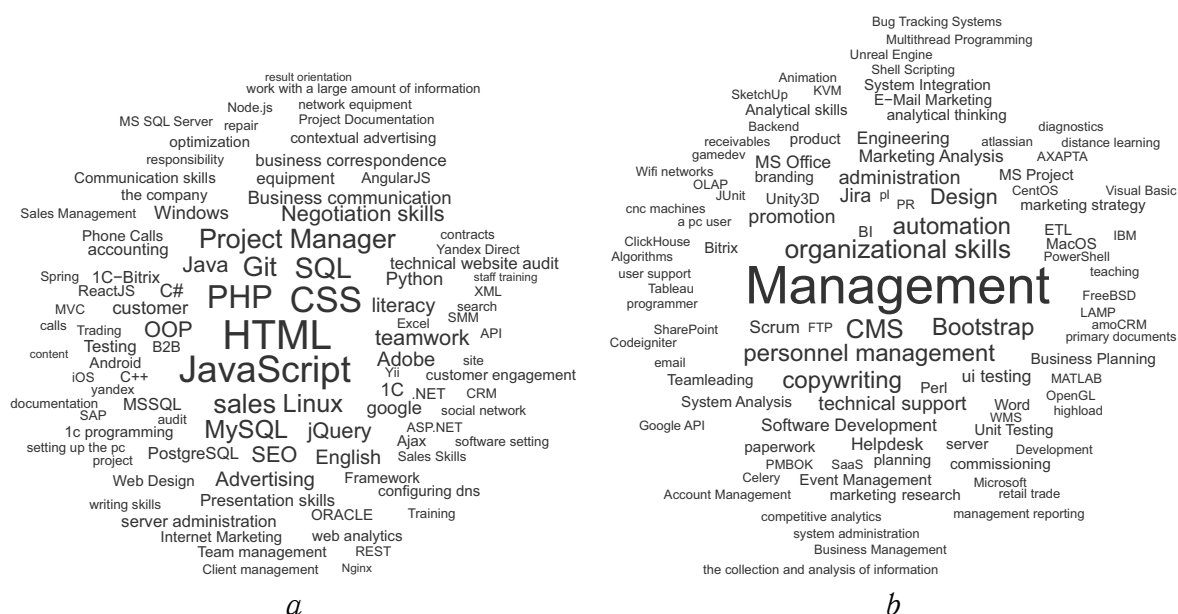 result orientation
work with a large amount of information
Node.js network equipment
MS SQL Server repair Project Documentation
optimization contextual advertising
responsibility business correspondence
Communication skills equipment AngularJS
the company Business communication
Sales Management Windows Negotiation skills
Phone Calls Project Manager contracts
accounting Yandex Direct
Java Git SQL technical website audit
Spring 1C−Bitrix Python staff training
ReactJS C# PHP CSS literacy XML
MVC customer search
calls Trading OOP HTML Excel SMM
teamwork API
content Testing B2B
Android JavaScript Adobe site
iOS C++ Yii customer engagement
yandex 1C .NET CRM
documentation MSSQL sales Linux google social network
SAP audit
1c programming MySQL jQuery ASP.NET
Ajax software setting
setting up the pc PostgreSQL SEO English Sales Skills
project
Web Design Advertising Framework
configuring dns
writing skills Presentation skills
server administration ORACLE Training
Internet Marketing web analytics
Team management REST
Client management Nginx
a
Bug Tracking Systems
Multithread Programming
Unreal Engine
Shell Scripting
Animation System Integration
SketchUp KVM E−Mail Marketing
Analytical skills analytical thinking
Backend diagnostics
receivables product Engineering atlassian distance learning
gamedev MS Office Marketing Analysis AXAPTA
Wifi networks branding administration MS Project
OLAP CentOS Visual Basic
JUnit Unity3D Jira pl Design
cnc machines PR marketing strategy
a pc user promotion
BI automation ETL IBM
ClickHouse Bitrix organizational skills MacOS
Algorithms PowerShell
user support Management teaching
Tableau
programmer FreeBSD
LAMP
SharePoint Scrum FTP CMS Bootstrap amoCRM
Codeigniter primary documents
email personnel management Business Planning
Teamleading copywriting Perl ui testing MATLAB
System Analysis technical support Word OpenGL
highload
Google API Software Development WMS Unit Testing
paperwork Helpdesk server Development
PMBOK SaaS planning commissioning
Celery Event Management Microsoft
Account Management marketing research retail trade
competitive analytics management reporting
system administration
Business Management
the collection and analysis of information
b